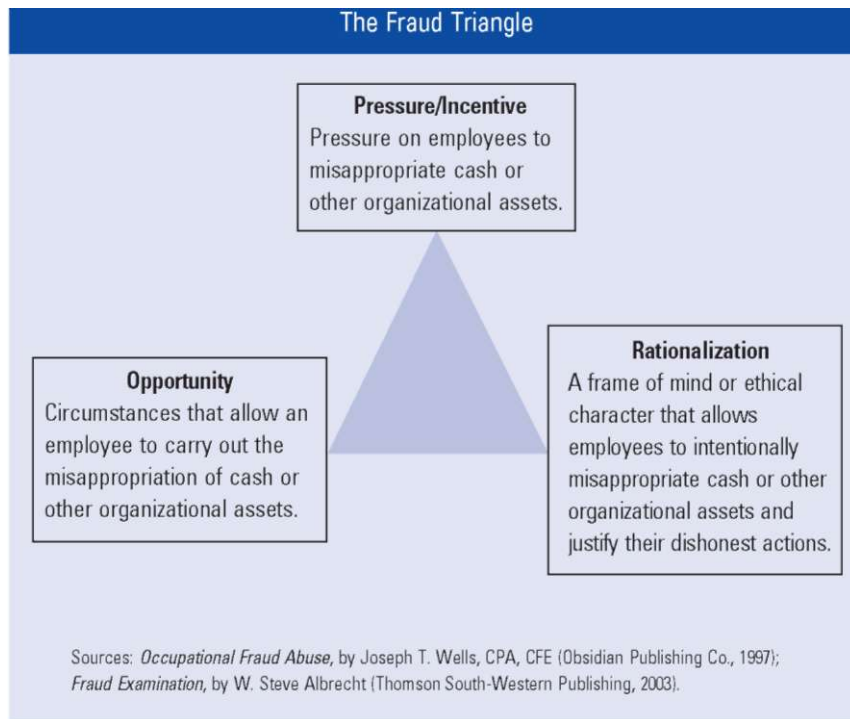 The Fraud Triangle
Pressure/Incentive
Pressure on employees to
misappropriate cash or
other organizational assets.
Opportunity
Circumstances that allow an
employee to carry out the
misappropriation of cash or
other organizational assets.
Rationalization
A frame of mind or ethical
character that allows
employees to intentionally
misappropriate cash or other
organizational assets and
justify their dishonest actions.
Sources: Occupational Fraud Abuse, by Joseph T. Wells, CPA, CFE (Obsidian Publishing Co., 1997);
Fraud Examination, by W. Steve Albrecht (Thomson South-Western Publishing, 2003).